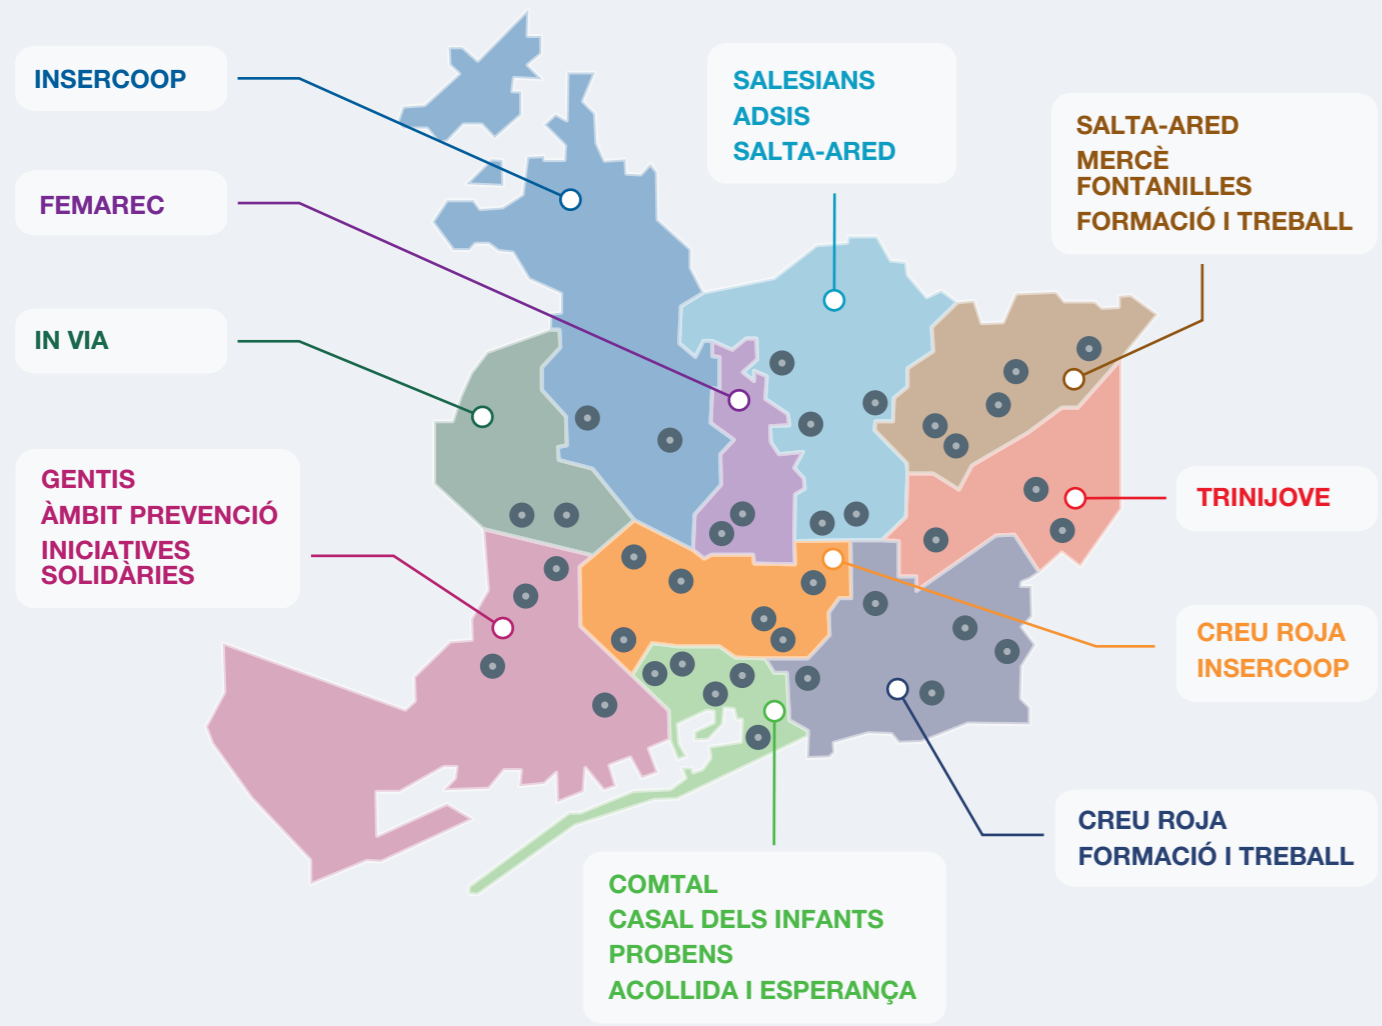 INSERCOOP
FEMAREC
IN VIA
GENTIS
ÀMBIT PREVENCIÓ
INICIATIVES
SOLIDÀRIES
SALESIANS
ADSIS
SALTA-ARED
SALTA-ARED
MERCÈ
FONTANILLES
FORMACIÓ I TREBALL
TRINIJOVE
CREU ROJA
INSERCOOP
CREU ROJA
FORMACIÓ I TREBALL
COMTAL
CASAL DELS INFANTS
PROBENS
ACOLLIDA I ESPERANÇA